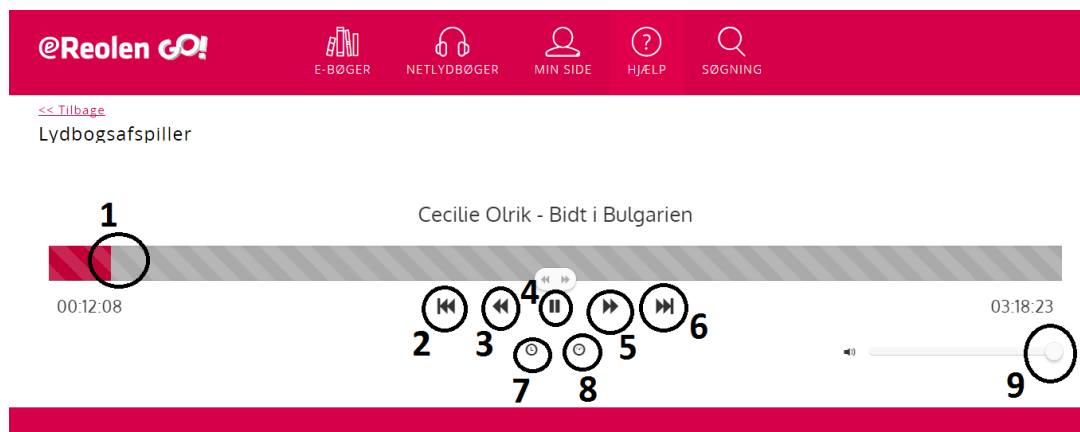 eReolen GO!
E-BØGER NETLYDBØGER MIN SIDE HJÆLP SØGNING
<< Tilbage
Lydbogsafspiller
1
Cecilie Olrik - Bidt i Bulgarien
4
00:12:08 03:18:23
2 3 5 6
7 8 9